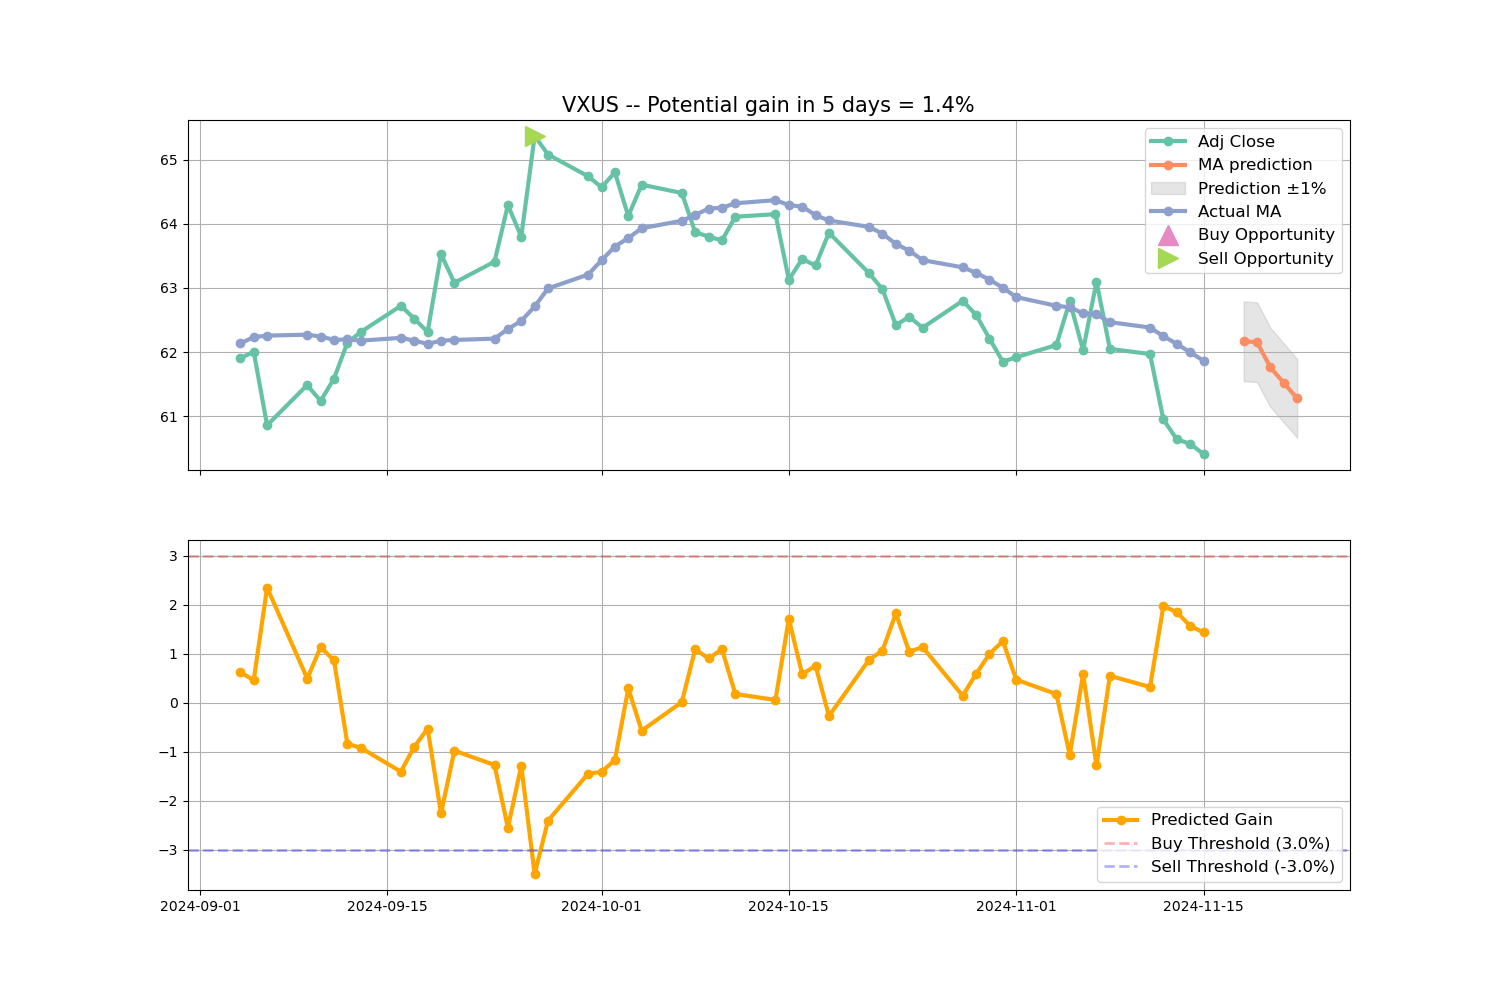 VXUS -- Potential gain in 5 days = 1.4%
65
64
63
62
61
Adj Close
MA prediction
Prediction ±1%
Actual MA
Buy Opportunity
Sell Opportunity
3
2
1
0
−1
−2
−3
Predicted Gain
Buy Threshold (3.0%)
Sell Threshold (-3.0%)
2024-09-01
2024-09-15
2024-10-01
2024-10-15
2024-11-01
2024-11-15